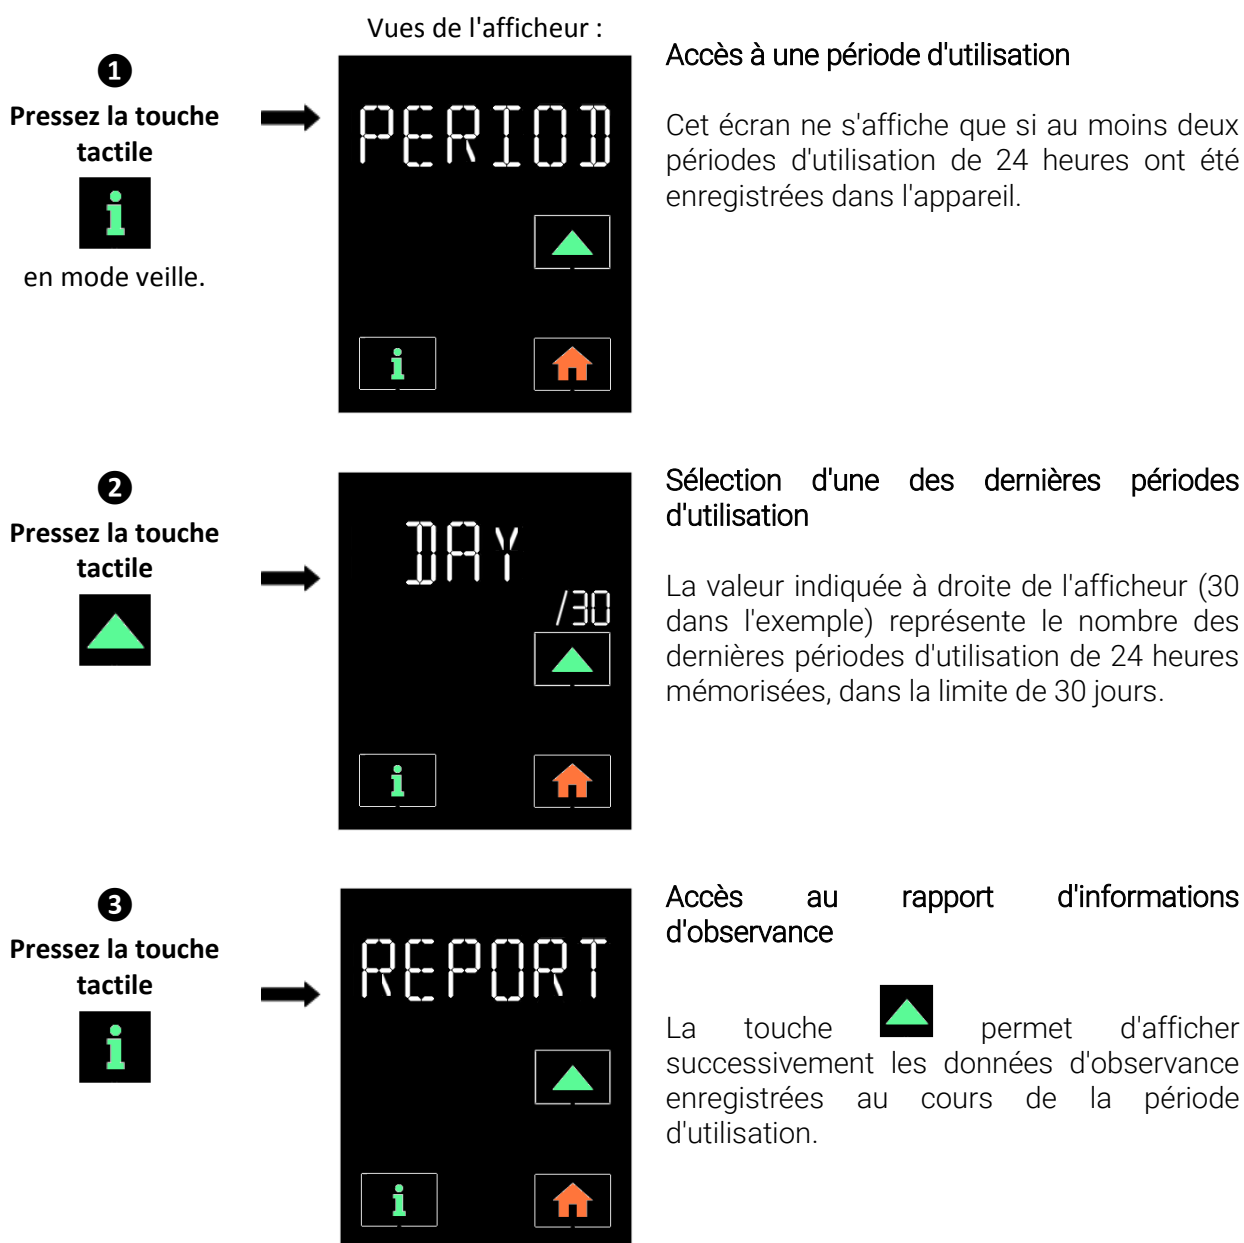 Vues de l'afficheur :
❶
Pressez la touche
tactile
i
en mode veille.
PERIOD
i
Accès à une période d'utilisation
Cet écran ne s'affiche que si au moins deux
périodes d'utilisation de 24 heures ont été
enregistrées dans l'appareil.
❷
Pressez la touche
tactile
DAY
/30
i
Sélection d'une des dernières périodes
d'utilisation
La valeur indiquée à droite de l'afficheur (30
dans l'exemple) représente le nombre des
dernières périodes d'utilisation de 24 heures
mémorisées, dans la limite de 30 jours.
❸
Pressez la touche
tactile
i
REPORT
i
Accès au rapport d'informations
d'observance
La touche permet d'afficher
successivement les données d'observance
enregistrées au cours de la période
d'utilisation.